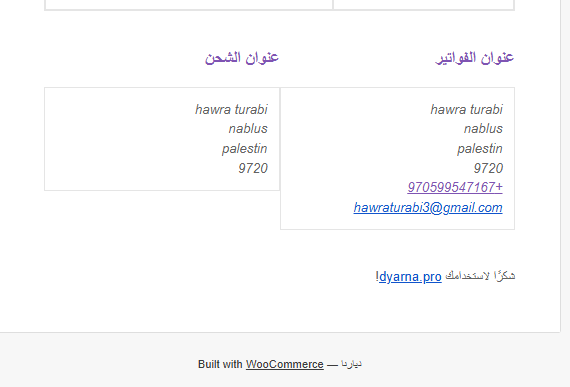 عنوان الفواتير
hawra turabi
nablus
palestin
9720
+970599547167
hawraturabi3@gmail.com
عنوان الشحن
hawra turabi
nablus
palestin
9720
شكرًا لاستخدامك dyarna.pro!
ديارنا — Built with WooCommerce